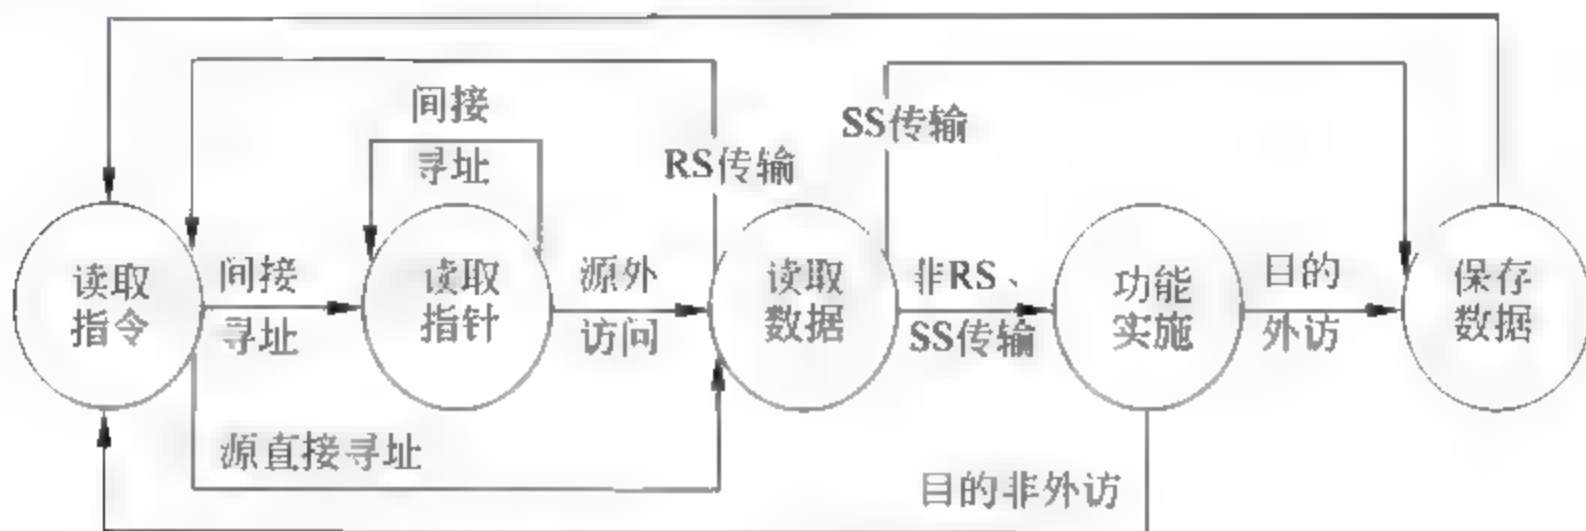 间接
寻址
RS传输
SS传输
读取
指令
间接
寻址
读取
指针
源外
访问
读取
数据
非RS、
SS传输
功能
实施
目的
外访
保存
数据
源直接寻址
目的非外访